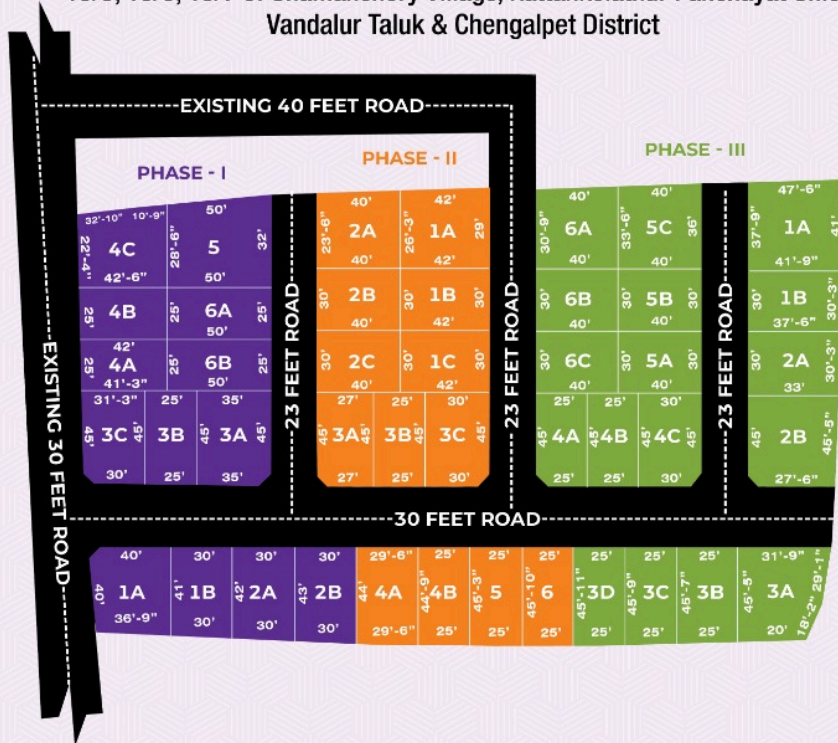 Vandalur Taluk & Chengalpet District
EXISTING 40 FEET ROAD
PHASE - I
PHASE - II
PHASE - III
EXISTING 30 FEET ROAD
23 FEET ROAD
23 FEET ROAD
23 FEET ROAD
32'-10" 10'-9" 50'
22'-4" 4C 28'-6" 5 32'
42'-6" 50'
25' 4B 25' 6A 25'
42' 50'
25' 4A 25' 6B 25'
41'-3" 50'
31'-3" 25' 35'
45' 3C 45' 3B 45' 3A 45'
30' 25' 35'
40' 42'
23'-6" 2A 26'-3" 1A 29'
40' 42'
30' 2B 30' 1B 30'
40' 42'
30' 2C 30' 1C 30'
40' 42'
27' 25' 30'
45' 3A 45' 3B 45' 3C 45'
27' 25' 30'
40' 40'
30'-9" 6A 33'-6" 5C 36'
40' 40'
30' 6B 30' 5B 30'
40' 40'
30' 6C 30' 5A 30'
40' 40'
25' 25' 30'
45' 4A 45' 4B 45' 4C 45'
25' 25' 30'
47'-6"
37'-9" 1A 41'
41'-9"
30' 1B 30'-3"
37'-6"
30' 2A 30'-3"
33'
45' 2B 45'-5"
27'-6"
30 FEET ROAD
40' 30' 30' 30' 29'-6" 25' 25' 25' 25' 25' 25' 31'-9"
40' 1A 41' 1B 42' 2A 43' 2B 44' 4A 44'-9" 4B 45'-3" 5 45'-10" 6 45'-11" 3D 45'-9" 3C 45'-7" 3B 45'-5" 3A 18'-2" 29'-1"
36'-9" 30' 30' 30' 29'-6" 25' 25' 25' 25' 25' 25' 20'